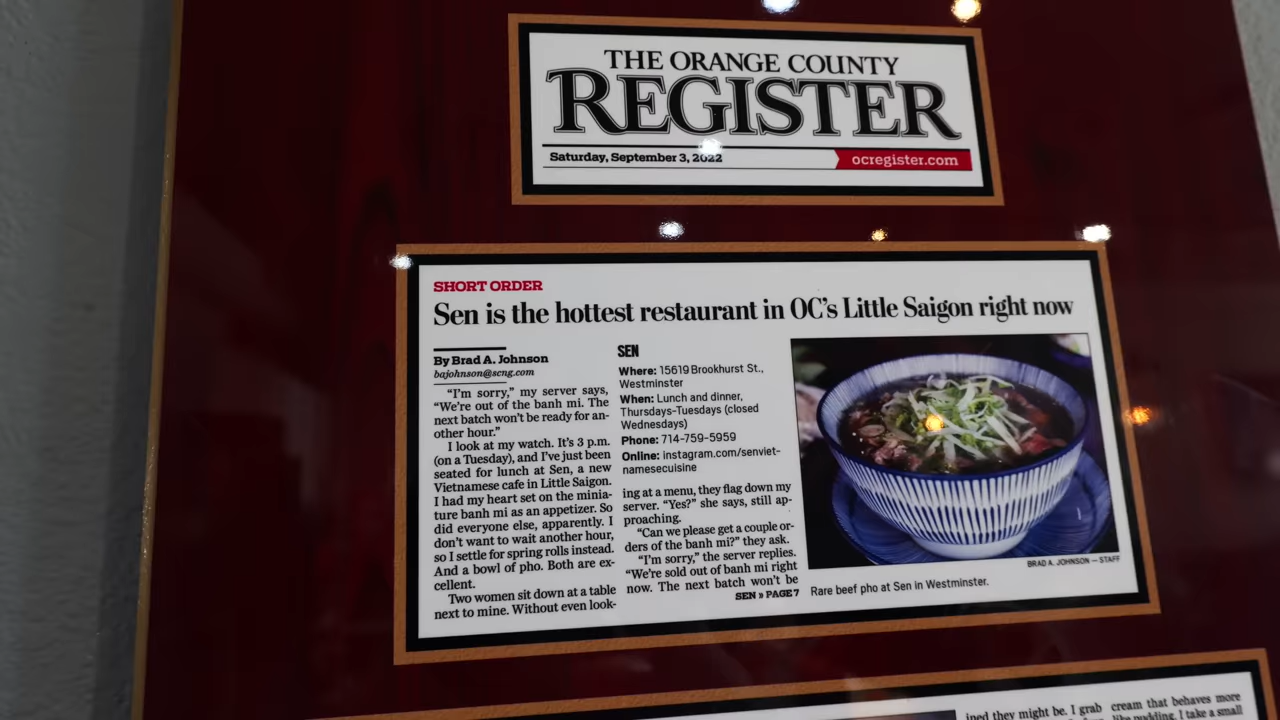 THE ORANGE COUNTY
REGISTER
Saturday, September 3, 2022
ocregister.com
SHORT ORDER
Sen is the hottest restaurant in OC's Little Saigon right now
By Brad A. Johnson
bajohnson@scng.com
"I'm sorry," my server says,
"We're out of the banh mi. The
next batch won't be ready for an-
other hour."
I look at my watch. It's 3 p.m.
(on a Tuesday), and I've just been
seated for lunch at Sen, a new
Vietnamese cafe in Little Saigon.
I had my heart set on the minia-
ture banh mi as an appetizer. So
did everyone else, apparently. I
don't want to wait another hour,
so I settle for spring rolls instead.
And a bowl of pho. Both are ex-
cellent.
Two women sit down at a table
next to mine. Without even look-
SEN
Where: 15619 Brookhurst St.,
Westminster
When: Lunch and dinner,
Thursdays-Tuesdays (closed
Wednesdays)
Phone: 714-759-5959
Online: instagram.com/senviet-
namesecuisine
ing at a menu, they flag down my
server. "Yes?" she says, still ap-
proaching.
"Can we please get a couple or-
ders of the banh mi?" they ask.
"I'm sorry," the server replies.
"We're sold out of banh mi right
now. The next batch won't be
SEN » PAGE 7
BRAD A. JOHNSON — STAFF
Rare beef pho at Sen in Westminster.
ined they might be. I grab
cream that behaves more
like pudding. I take a small